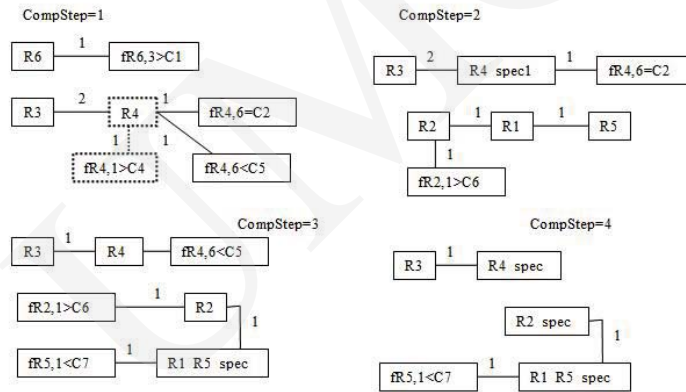 CompStep=1
R6 1 fR6,3>C1
R3 2 R4 1 fR4,6=C2
1 1
fR4,1>C4 fR4,6<C5
CompStep=2
R3 2 R4 spec1 1 fR4,6=C2
R2 1 R1 1 R5
1
fR2,1>C6
CompStep=3
R3 1 R4 fR4,6<C5
fR2,1>C6 1 R2
1
fR5,1<C7 1 R1 R5 spec
CompStep=4
R3 1 R4 spec
R2 spec
1
fR5,1<C7 1 R1 R5 spec